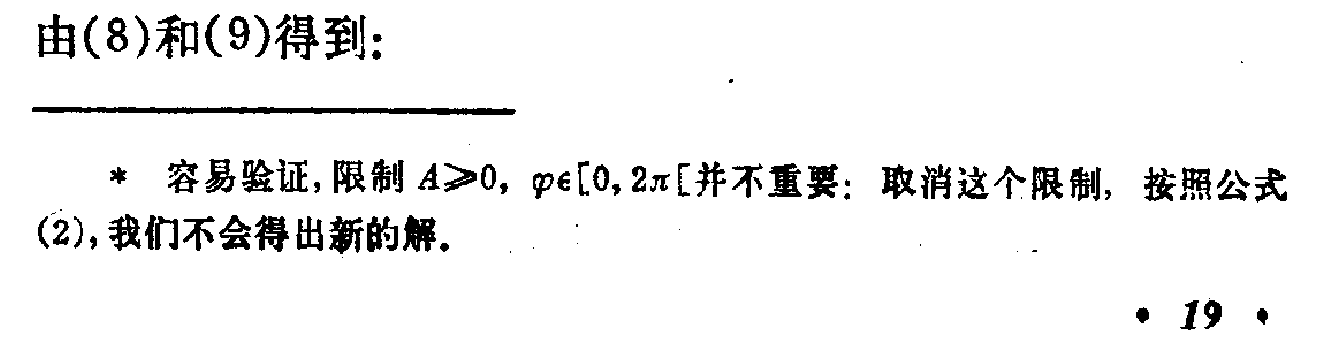 由(8)和(9)得到:
* 容易验证,限制 A⩾0, φϵ[0, 2π[并不重要: 取消这个限制, 按照公式
(2),我们不会得出新的解。
• 19 •